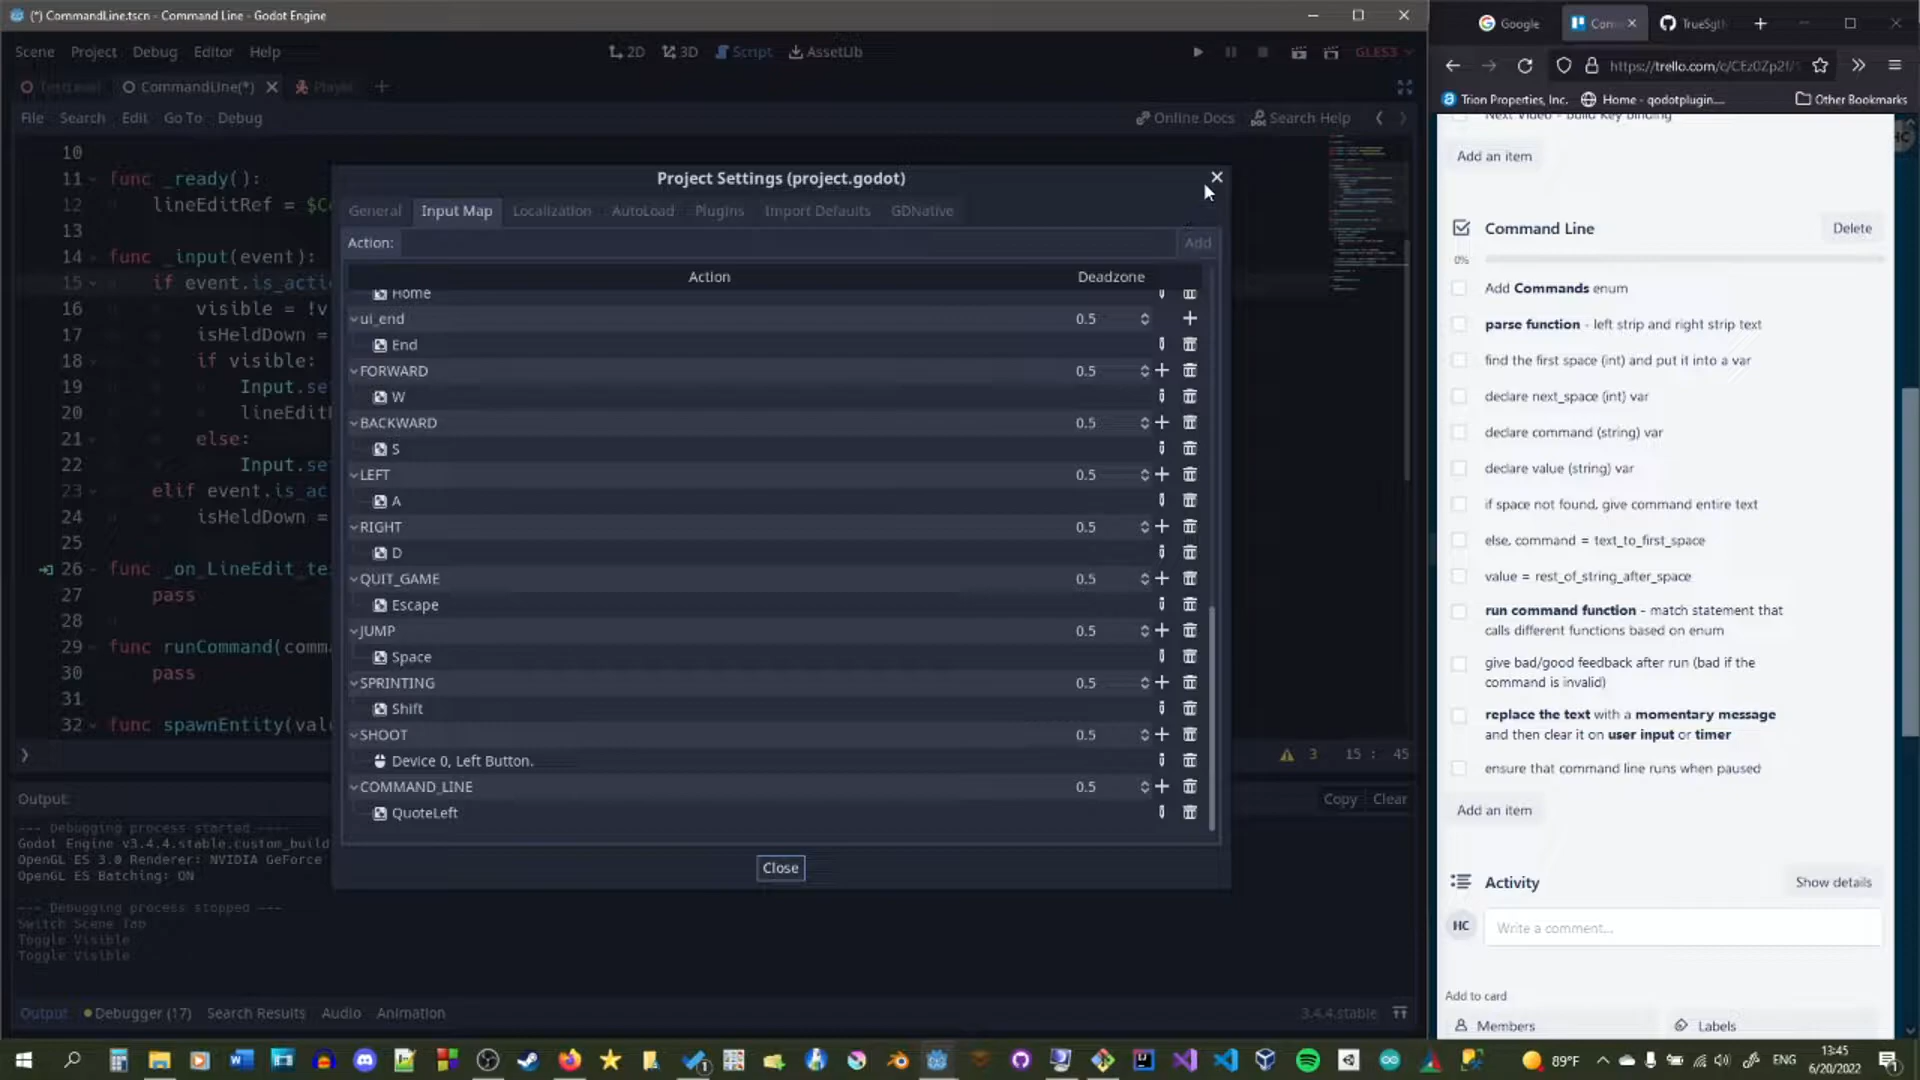 (*) CommandLine.tscn - Command Line - Godot Engine
Scene Project Debug Editor Help
2D 3D Script AssetLib
GLES3
CommandLine(*) Player
File Search Edit Go To Debug
Online Docs Search Help
10
11 func _ready():
12 lineEditRef = $Co
13
14 func _input(event):
15 if event.is_actio
16 visible = !v
17 isHeldDown =
18 if visible:
19 Input.se
20 lineEdit
21 else:
22 Input.se
23 elif event.is_ac
24 isHeldDown =
25
26 func _on_LineEdit_te
27 pass
28
29 func runCommand(comm
30 pass
31
32 func spawnEntity(val
3 15 : 45
Project Settings (project.godot)
General Input Map Localization AutoLoad Plugins Import Defaults GDNative
Action: Add
Action Deadzone
Home
ui_end 0.5
End
FORWARD 0.5
W
BACKWARD 0.5
S
LEFT 0.5
A
RIGHT 0.5
D
QUIT_GAME 0.5
Escape
JUMP 0.5
Space
SPRINTING 0.5
Shift
SHOOT 0.5
Device 0, Left Button.
COMMAND_LINE 0.5
QuoteLeft
Close
Output:
Copy Clear
--- Debugging process started ---
Godot Engine v3.4.4.stable.custom_build
OpenGL ES 3.0 Renderer: NVIDIA GeForce
OpenGL ES Batching: ON
--- Debugging process stopped ---
Switch Scene Tab
Toggle Visible
Toggle Visible
Output Debugger (17) Search Results Audio Animation
3.4.4.stable
Google Com TrueSgt
https://trello.com/c/CEz0Zp2f/
Trion Properties, Inc. Home - qodotplugin.... Other Bookmarks
Next Video - build Key binding
Add an item
Command Line Delete
0%
Add Commands enum
parse function - left strip and right strip text
find the first space (int) and put it into a var
declare next_space (int) var
declare command (string) var
declare value (string) var
if space not found, give command entire text
else, command = text_to_first_space
value = rest_of_string_after_space
run command function - match statement that
calls different functions based on enum
give bad/good feedback after run (bad if the
command is invalid)
replace the text with a momentary message
and then clear it on user input or timer
ensure that command line runs when paused
Add an item
Activity Show details
HC Write a comment...
Add to card
Members Labels
89°F ENG 13:45
6/20/2022